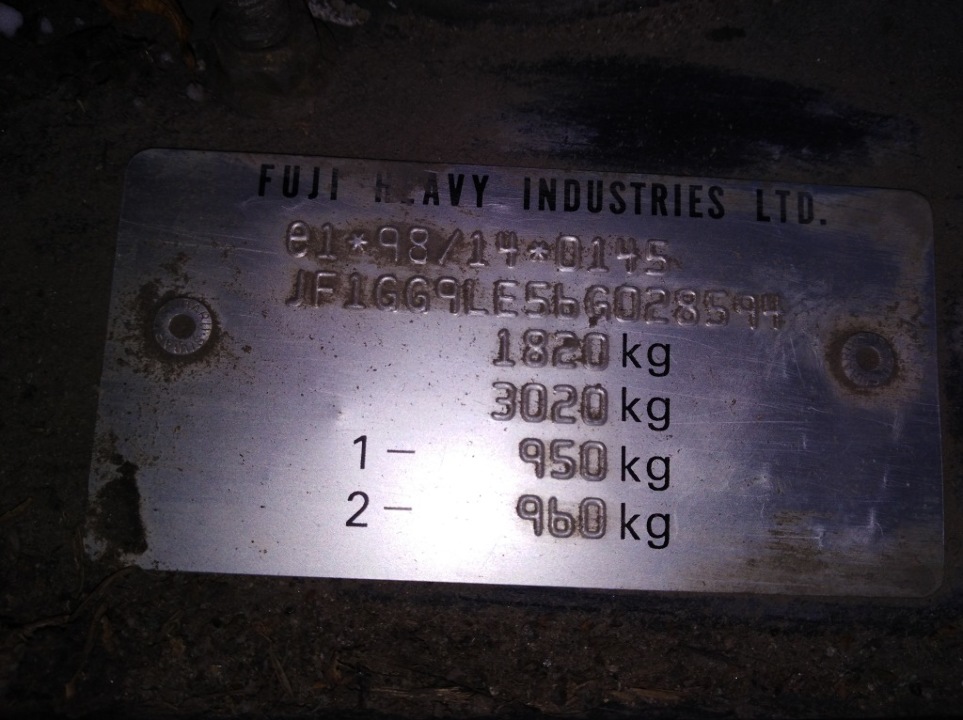 FUJI HEAVY INDUSTRIES LTD.
e1*98/14*0145
JF1GG9LE56G028594
1820 kg
3020 kg
1 – 950 kg
2 – 960 kg